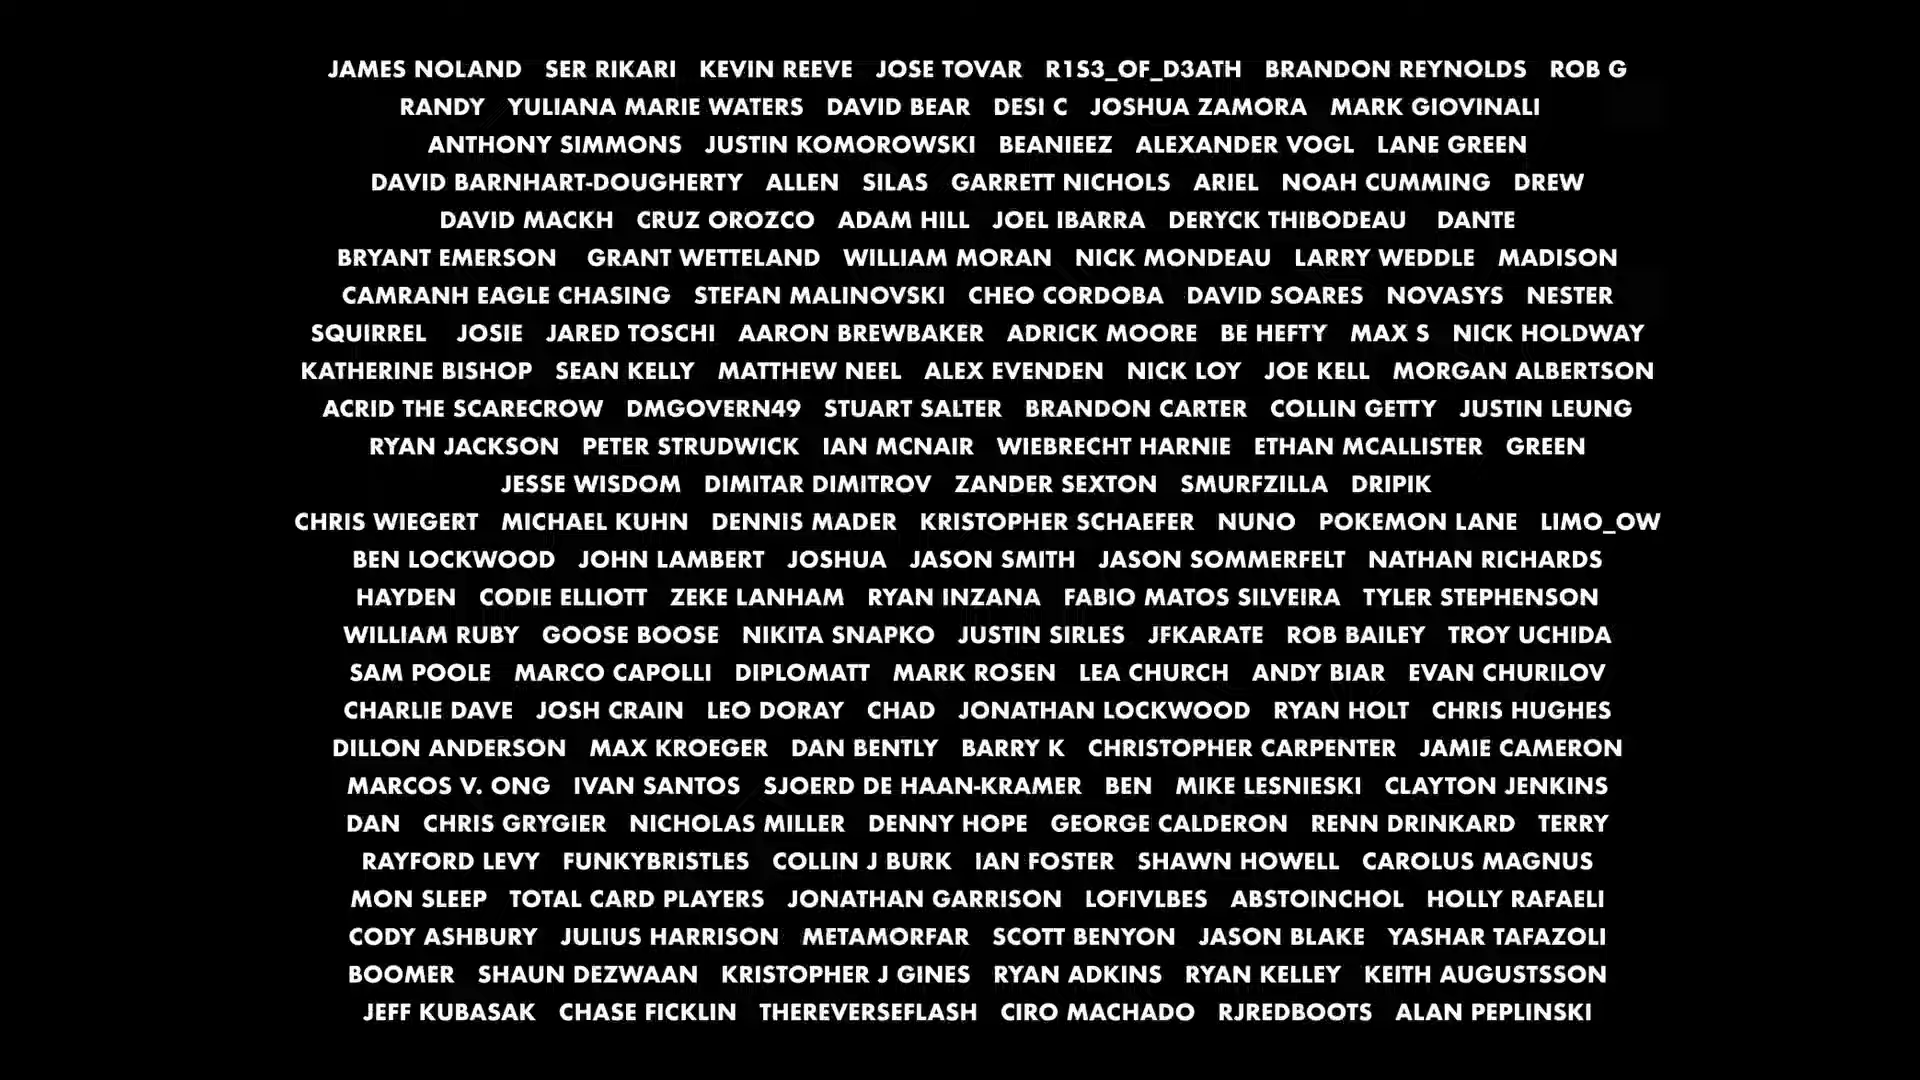 JAMES NOLAND SER RIKARI KEVIN REEVE JOSE TOVAR R1S3_OF_D3ATH BRANDON REYNOLDS ROB G
RANDY YULIANA MARIE WATERS DAVID BEAR DESI C JOSHUA ZAMORA MARK GIOVINALI
ANTHONY SIMMONS JUSTIN KOMOROWSKI BEANIEEZ ALEXANDER VOGL LANE GREEN
DAVID BARNHART-DOUGHERTY ALLEN SILAS GARRETT NICHOLS ARIEL NOAH CUMMING DREW
DAVID MACKH CRUZ OROZCO ADAM HILL JOEL IBARRA DERYCK THIBODEAU DANTE
BRYANT EMERSON GRANT WETTELAND WILLIAM MORAN NICK MONDEAU LARRY WEDDLE MADISON
CAMRANH EAGLE CHASING STEFAN MALINOVSKI CHEO CORDOBA DAVID SOARES NOVASYS NESTER
SQUIRREL JOSIE JARED TOSCHI AARON BREWBAKER ADRICK MOORE BE HEFTY MAX S NICK HOLDWAY
KATHERINE BISHOP SEAN KELLY MATTHEW NEEL ALEX EVENDEN NICK LOY JOE KELL MORGAN ALBERTSON
ACRID THE SCARECROW DMGOVERN49 STUART SALTER BRANDON CARTER COLLIN GETTY JUSTIN LEUNG
RYAN JACKSON PETER STRUDWICK IAN MCNAIR WIEBRECHT HARNIE ETHAN MCALLISTER GREEN
JESSE WISDOM DIMITAR DIMITROV ZANDER SEXTON SMURFZILLA DRIPIK
CHRIS WIEGERT MICHAEL KUHN DENNIS MADER KRISTOPHER SCHAEFER NUNO POKEMON LANE LIMO_OW
BEN LOCKWOOD JOHN LAMBERT JOSHUA JASON SMITH JASON SOMMERFELT NATHAN RICHARDS
HAYDEN CODIE ELLIOTT ZEKE LANHAM RYAN INZANA FABIO MATOS SILVEIRA TYLER STEPHENSON
WILLIAM RUBY GOOSE BOOSE NIKITA SNAPKO JUSTIN SIRLES JFKARATE ROB BAILEY TROY UCHIDA
SAM POOLE MARCO CAPOLLI DIPLOMATT MARK ROSEN LEA CHURCH ANDY BIAR EVAN CHURILOV
CHARLIE DAVE JOSH CRAIN LEO DORAY CHAD JONATHAN LOCKWOOD RYAN HOLT CHRIS HUGHES
DILLON ANDERSON MAX KROEGER DAN BENTLY BARRY K CHRISTOPHER CARPENTER JAMIE CAMERON
MARCOS V. ONG IVAN SANTOS SJOERD DE HAAN-KRAMER BEN MIKE LESNIESKI CLAYTON JENKINS
DAN CHRIS GRYGIER NICHOLAS MILLER DENNY HOPE GEORGE CALDERON RENN DRINKARD TERRY
RAYFORD LEVY FUNKYBRISTLES COLLIN J BURK IAN FOSTER SHAWN HOWELL CAROLUS MAGNUS
MON SLEEP TOTAL CARD PLAYERS JONATHAN GARRISON LOFIVLBES ABSTOINCHOL HOLLY RAFAELI
CODY ASHBURY JULIUS HARRISON METAMORFAR SCOTT BENYON JASON BLAKE YASHAR TAFAZOLI
BOOMER SHAUN DEZWAAN KRISTOPHER J GINES RYAN ADKINS RYAN KELLEY KEITH AUGUSTSSON
JEFF KUBASAK CHASE FICKLIN THEREVERSEFLASH CIRO MACHADO RJREDBOOTS ALAN PEPLINSKI